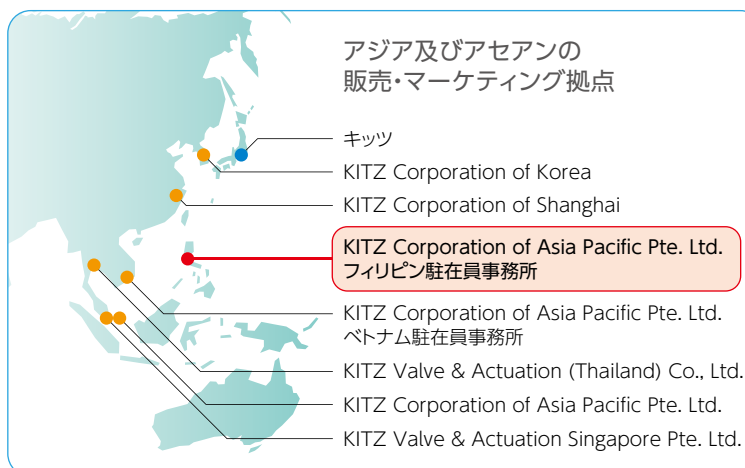 アジア及びアセアンの
販売・マーケティング拠点
キッツ
KITZ Corporation of Korea
KITZ Corporation of Shanghai
KITZ Corporation of Asia Pacific Pte. Ltd.
フィリピン駐在員事務所
KITZ Corporation of Asia Pacific Pte. Ltd.
ベトナム駐在員事務所
KITZ Valve & Actuation (Thailand) Co., Ltd.
KITZ Corporation of Asia Pacific Pte. Ltd.
KITZ Valve & Actuation Singapore Pte. Ltd.